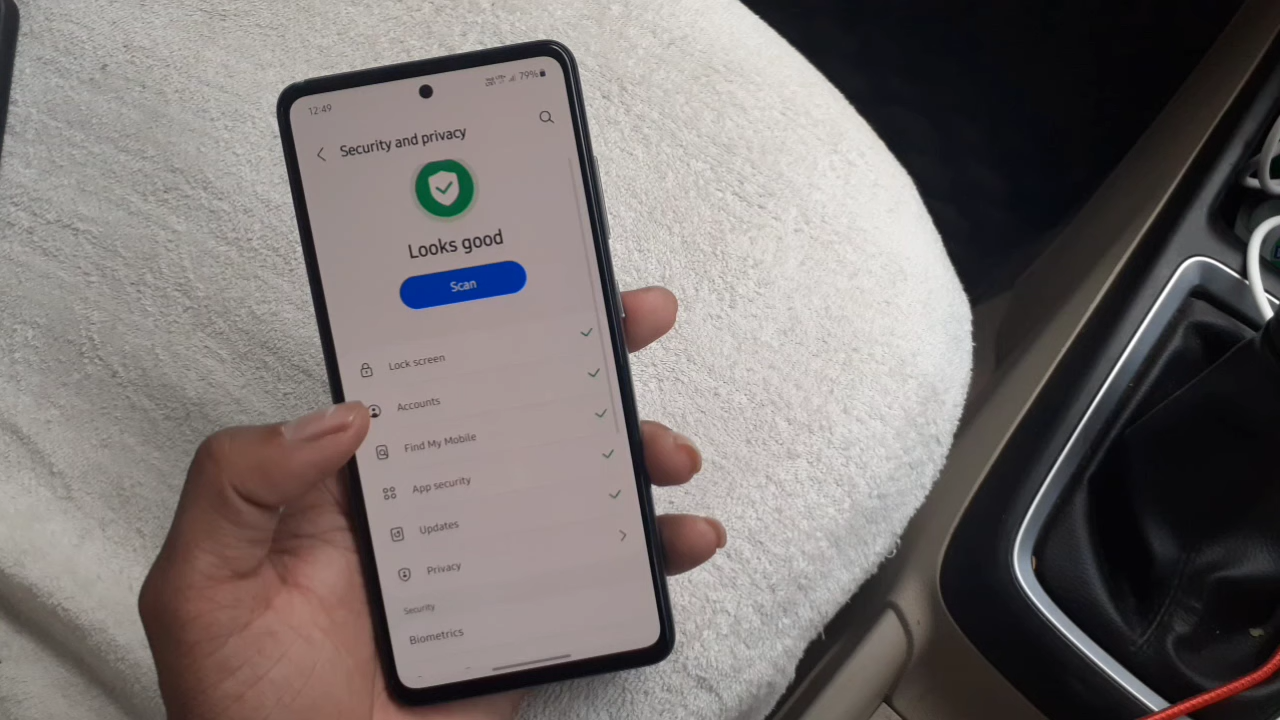 12:49
79%
Security and privacy
Looks good
Scan
Lock screen
Accounts
Find My Mobile
App security
Updates
Privacy
Security
Biometrics